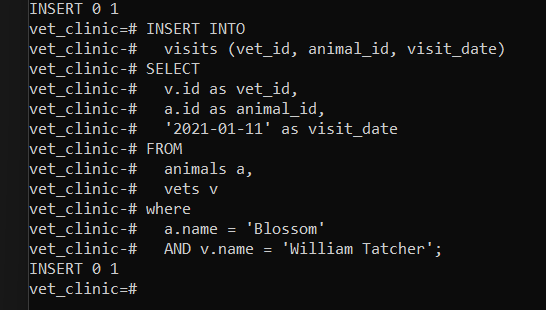 INSERT 0 1
vet_clinic=# INSERT INTO
vet_clinic-#   visits (vet_id, animal_id, visit_date)
vet_clinic-# SELECT
vet_clinic-#   v.id as vet_id,
vet_clinic-#   a.id as animal_id,
vet_clinic-#   '2021-01-11' as visit_date
vet_clinic-# FROM
vet_clinic-#   animals a,
vet_clinic-#   vets v
vet_clinic-# where
vet_clinic-#   a.name = 'Blossom'
vet_clinic-#   AND v.name = 'William Tatcher';
INSERT 0 1
vet_clinic=#